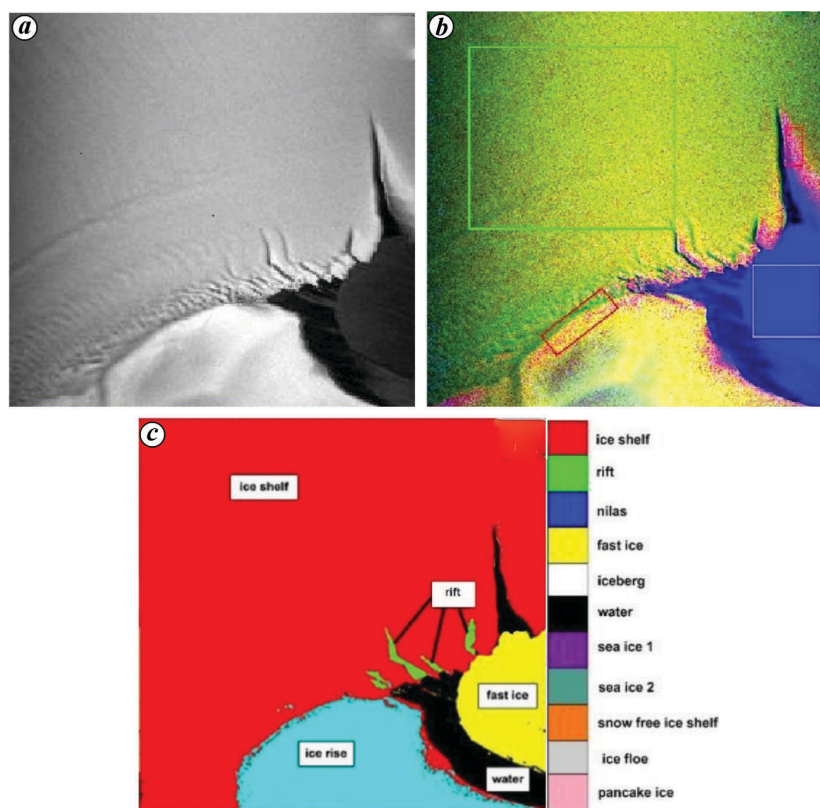 a
b
c
ice shelf
rift
fast ice
ice rise
water
ice shelf
rift
nilas
fast ice
iceberg
water
sea ice 1
sea ice 2
snow free ice shelf
ice floe
pancake ice